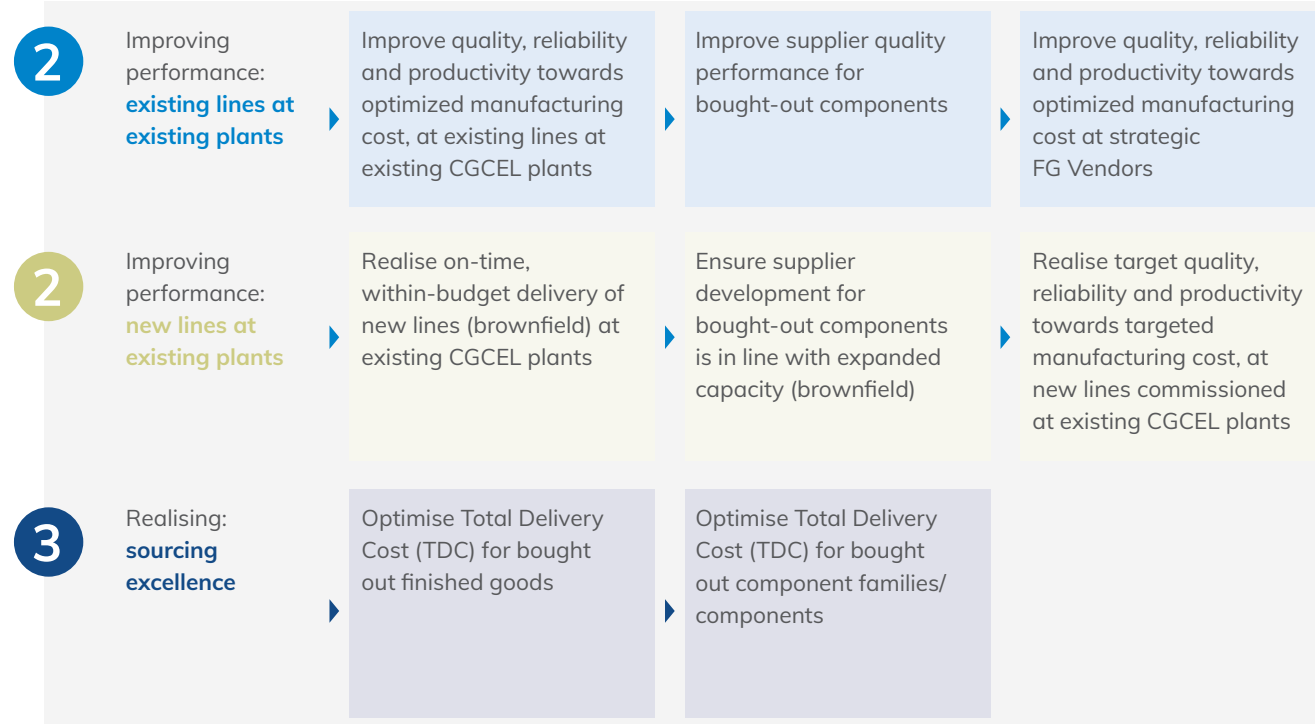 2
Improving
performance:
existing lines at
existing plants
Improve quality, reliability
and productivity towards
optimized manufacturing
cost, at existing lines at
existing CGCEL plants
Improve supplier quality
performance for
bought-out components
Improve quality, reliability
and productivity towards
optimized manufacturing
cost at strategic
FG Vendors
2
Improving
performance:
new lines at
existing plants
Realise on-time,
within-budget delivery of
new lines (brownfield) at
existing CGCEL plants
Ensure supplier
development for
bought-out components
is in line with expanded
capacity (brownfield)
Realise target quality,
reliability and productivity
towards targeted
manufacturing cost, at
new lines commissioned
at existing CGCEL plants
3
Realising:
sourcing
excellence
Optimise Total Delivery
Cost (TDC) for bought
out finished goods
Optimise Total Delivery
Cost (TDC) for bought
out component families/
components